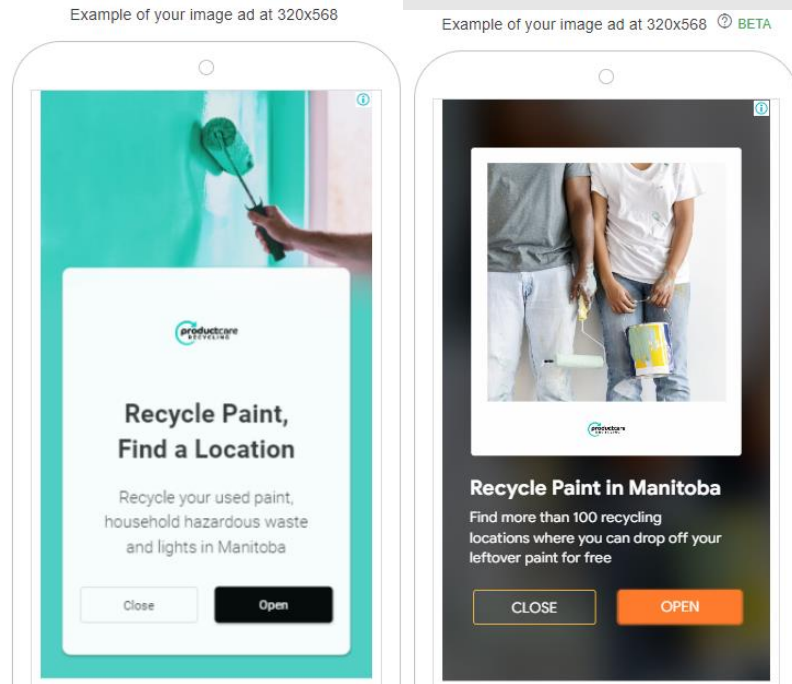 Example of your image ad at 320x568
productcare
RECYCLING
Recycle Paint,
Find a Location
Recycle your used paint,
household hazardous waste
and lights in Manitoba
Close
Open
Example of your image ad at 320x568 ? BETA
productcare
RECYCLING
Recycle Paint in Manitoba
Find more than 100 recycling
locations where you can drop off your
leftover paint for free
CLOSE
OPEN